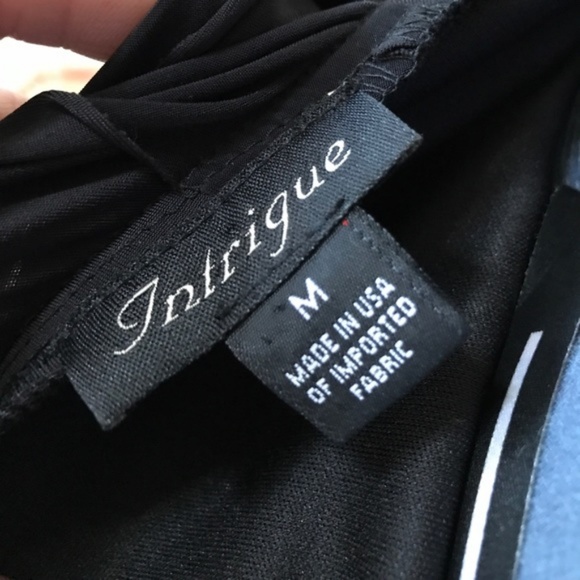 Intrigue
M
MADE IN USA
OF IMPORTED
FABRIC